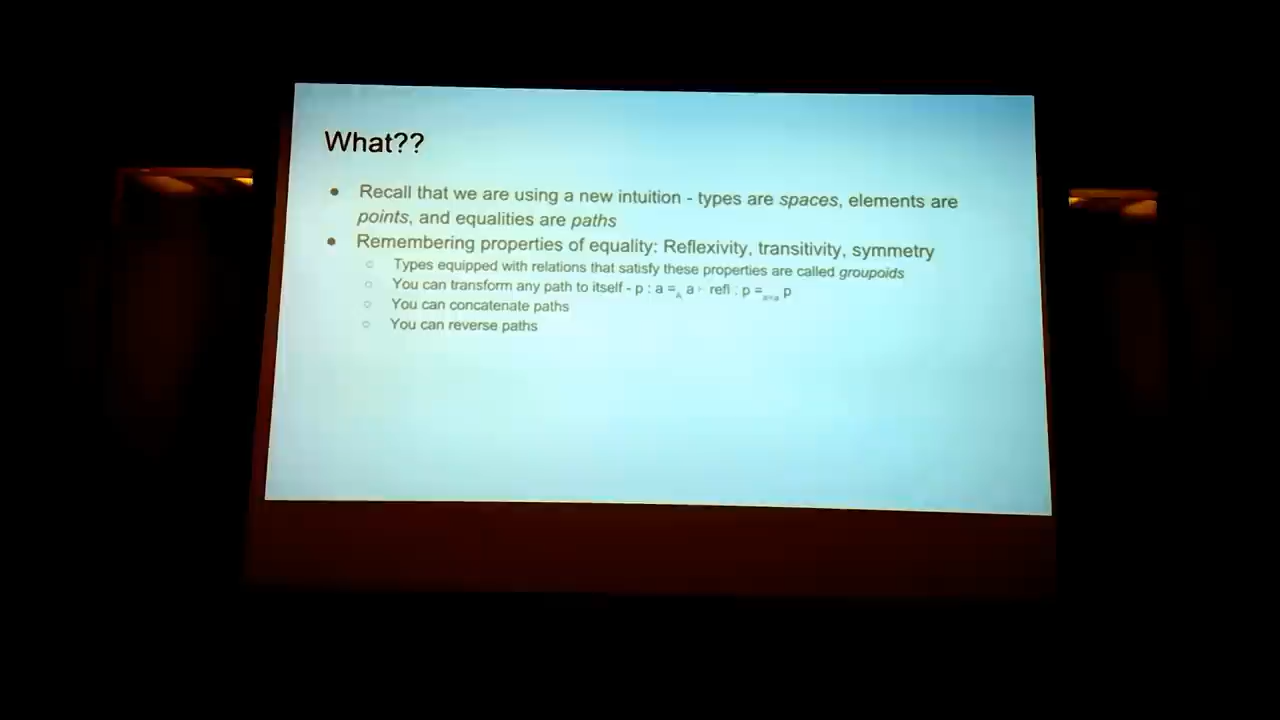 What??
● Recall that we are using a new intuition - types are spaces, elements are
points, and equalities are paths
● Remembering properties of equality: Reflexivity, transitivity, symmetry
○ Types equipped with relations that satisfy these properties are called groupoids
○ You can transform any path to itself - p : a =A a ⊢ refl : p =a=a p
○ You can concatenate paths
○ You can reverse paths